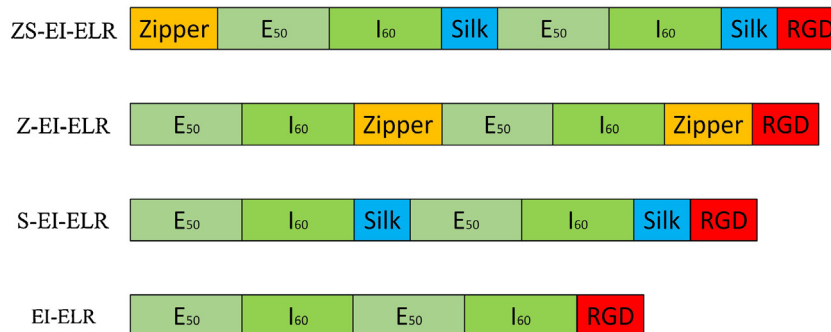 ZS-EI-ELR Zipper E₅₀ I₆₀ Silk E₅₀ I₆₀ Silk RGD
Z-EI-ELR E₅₀ I₆₀ Zipper E₅₀ I₆₀ Zipper RGD
S-EI-ELR E₅₀ I₆₀ Silk E₅₀ I₆₀ Silk RGD
EI-ELR E₅₀ I₆₀ E₅₀ I₆₀ RGD